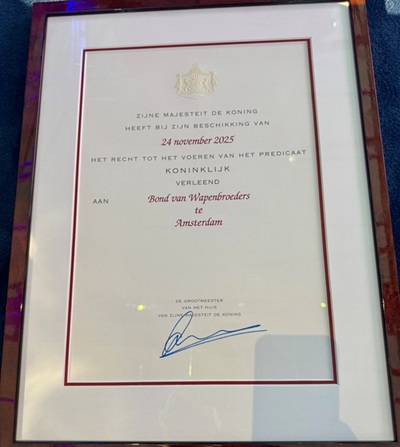 ZIJNE MAJESTEIT DE KONING
HEEFT BIJ ZIJN BESCHIKKING VAN
24 november 2025
HET RECHT TOT HET VOEREN VAN HET PREDICAAT
KONINKLIJK
VERLEEND
AAN Bond van Wapenbroeders
te
Amsterdam
DE GROOTMEESTER
VAN HET HUIS
VAN ZIJNE MAJESTEIT DE KONING